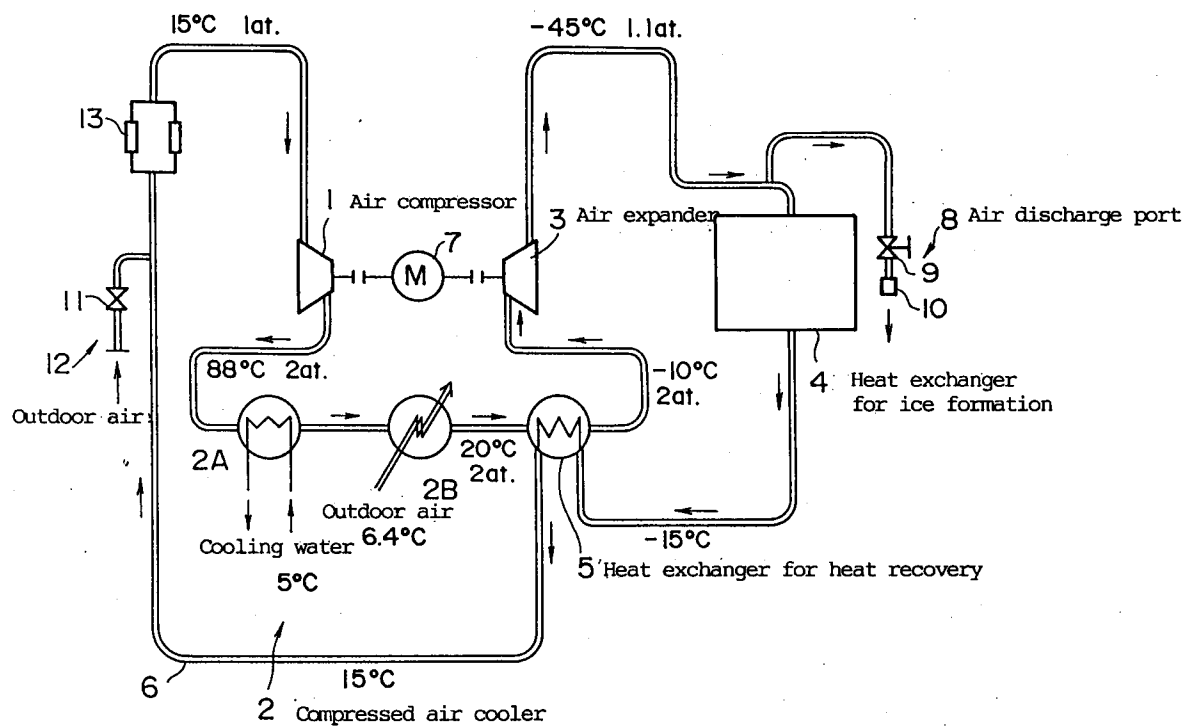 15°C 1at.
-45°C 1.1at.
13
1 Air compressor
3 Air expander
8 Air discharge port
7
M
9
10
11
12
88°C 2at.
-10°C
2at.
4 Heat exchanger
for ice formation
Outdoor air
2A
2B
20°C
2at.
Outdoor air
6.4°C
Cooling water
5°C
-15°C
5 Heat exchanger for heat recovery
6
15°C
2 Compressed air cooler